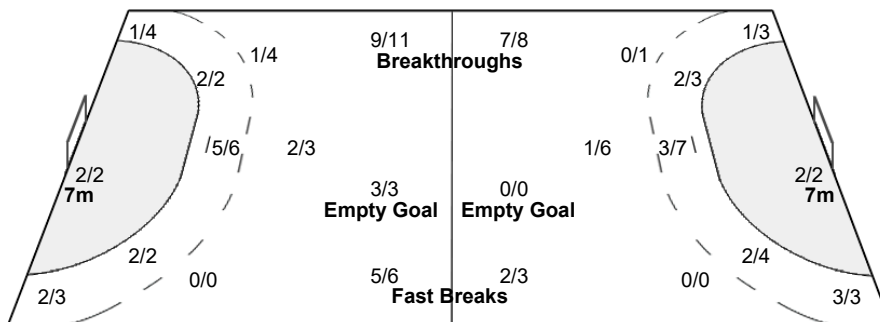 1/4 9/11 7/8 1/3
1/4 0/1
Breakthroughs
2/2 2/3
5/6 2/3 1/6 3/7
2/2 2/2
3/3 0/0
7m 7m
Empty Goal Empty Goal
2/2 2/4
5/6 2/3
0/0 0/0
2/3 Fast Breaks 3/3